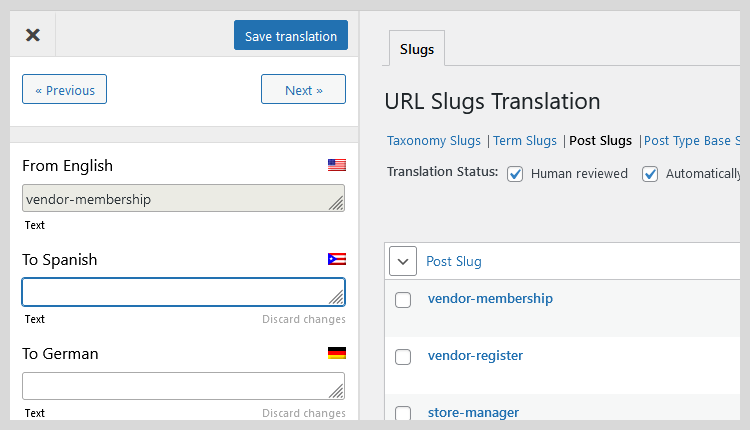 Save translation
« Previous
Next »
From English
vendor-membership
Text
To Spanish
Text
Discard changes
To German
Text
Discard changes
Slugs
URL Slugs Translation
Taxonomy Slugs | Term Slugs | Post Slugs | Post Type Base S
Translation Status: Human reviewed Automatically
Post Slug
vendor-membership
vendor-register
store-manager